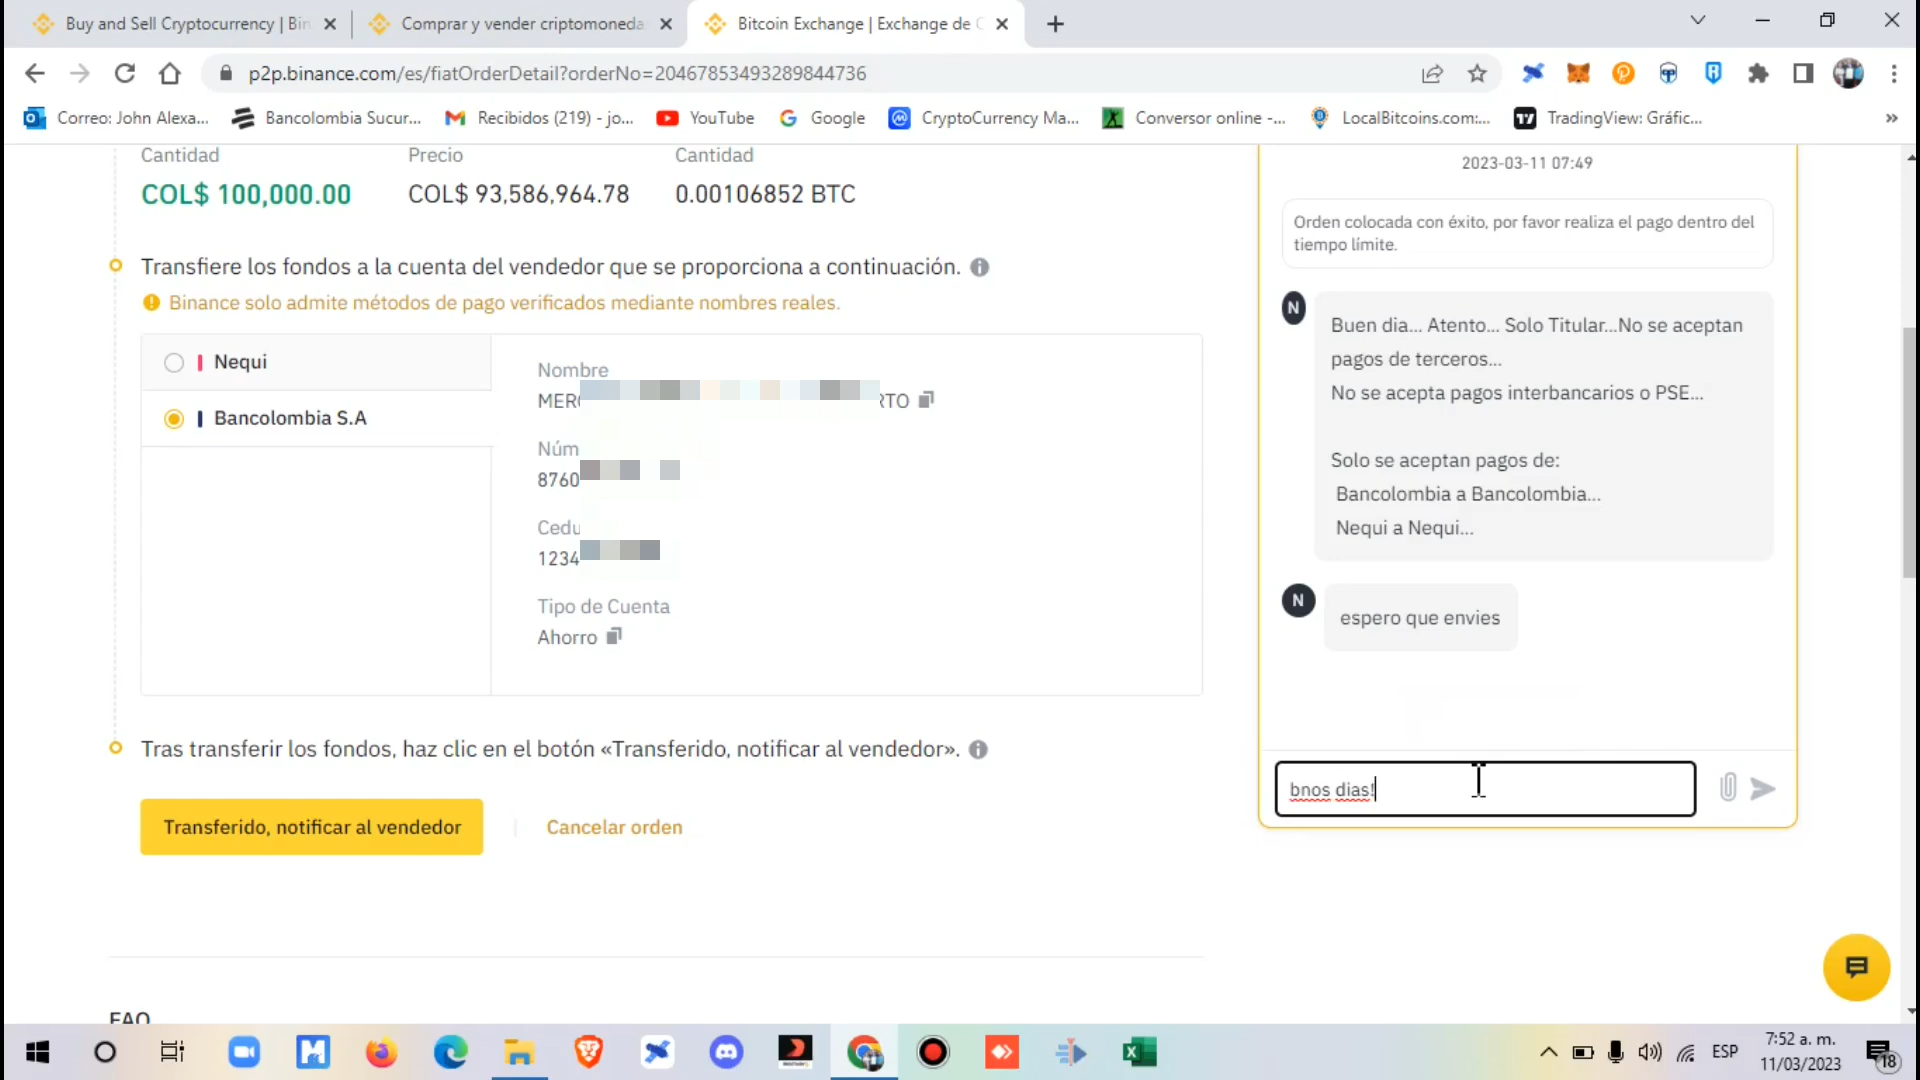 Buy and Sell Cryptocurrency | Bin
Comprar y vender criptomoneda
Bitcoin Exchange | Exchange de C
p2p.binance.com/es/fiatOrderDetail?orderNo=20467853493289844736
Correo: John Alexa...
Bancolombia Sucur...
Recibidos (219) - jo...
YouTube
Google
CryptoCurrency Ma...
Conversor online -...
LocalBitcoins.com:...
TradingView: Gráfic...
Cantidad
Precio
Cantidad
COL$ 100,000.00
COL$ 93,586,964.78
0.00106852 BTC
Transfiere los fondos a la cuenta del vendedor que se proporciona a continuación.
Binance solo admite métodos de pago verificados mediante nombres reales.
Nequi
Bancolombia S.A
Nombre
MER
RTO
Núm
8760
Cedu
1234
Tipo de Cuenta
Ahorro
Tras transferir los fondos, haz clic en el botón «Transferido, notificar al vendedor».
Transferido, notificar al vendedor
Cancelar orden
FAQ
2023-03-11 07:49
Orden colocada con éxito, por favor realiza el pago dentro del
tiempo límite.
N
Buen dia... Atento... Solo Titular...No se aceptan
pagos de terceros...
No se acepta pagos interbancarios o PSE...
Solo se aceptan pagos de:
Bancolombia a Bancolombia...
Nequi a Nequi...
N
espero que envies
bnos dias!
ESP
7:52 a. m.
11/03/2023
18